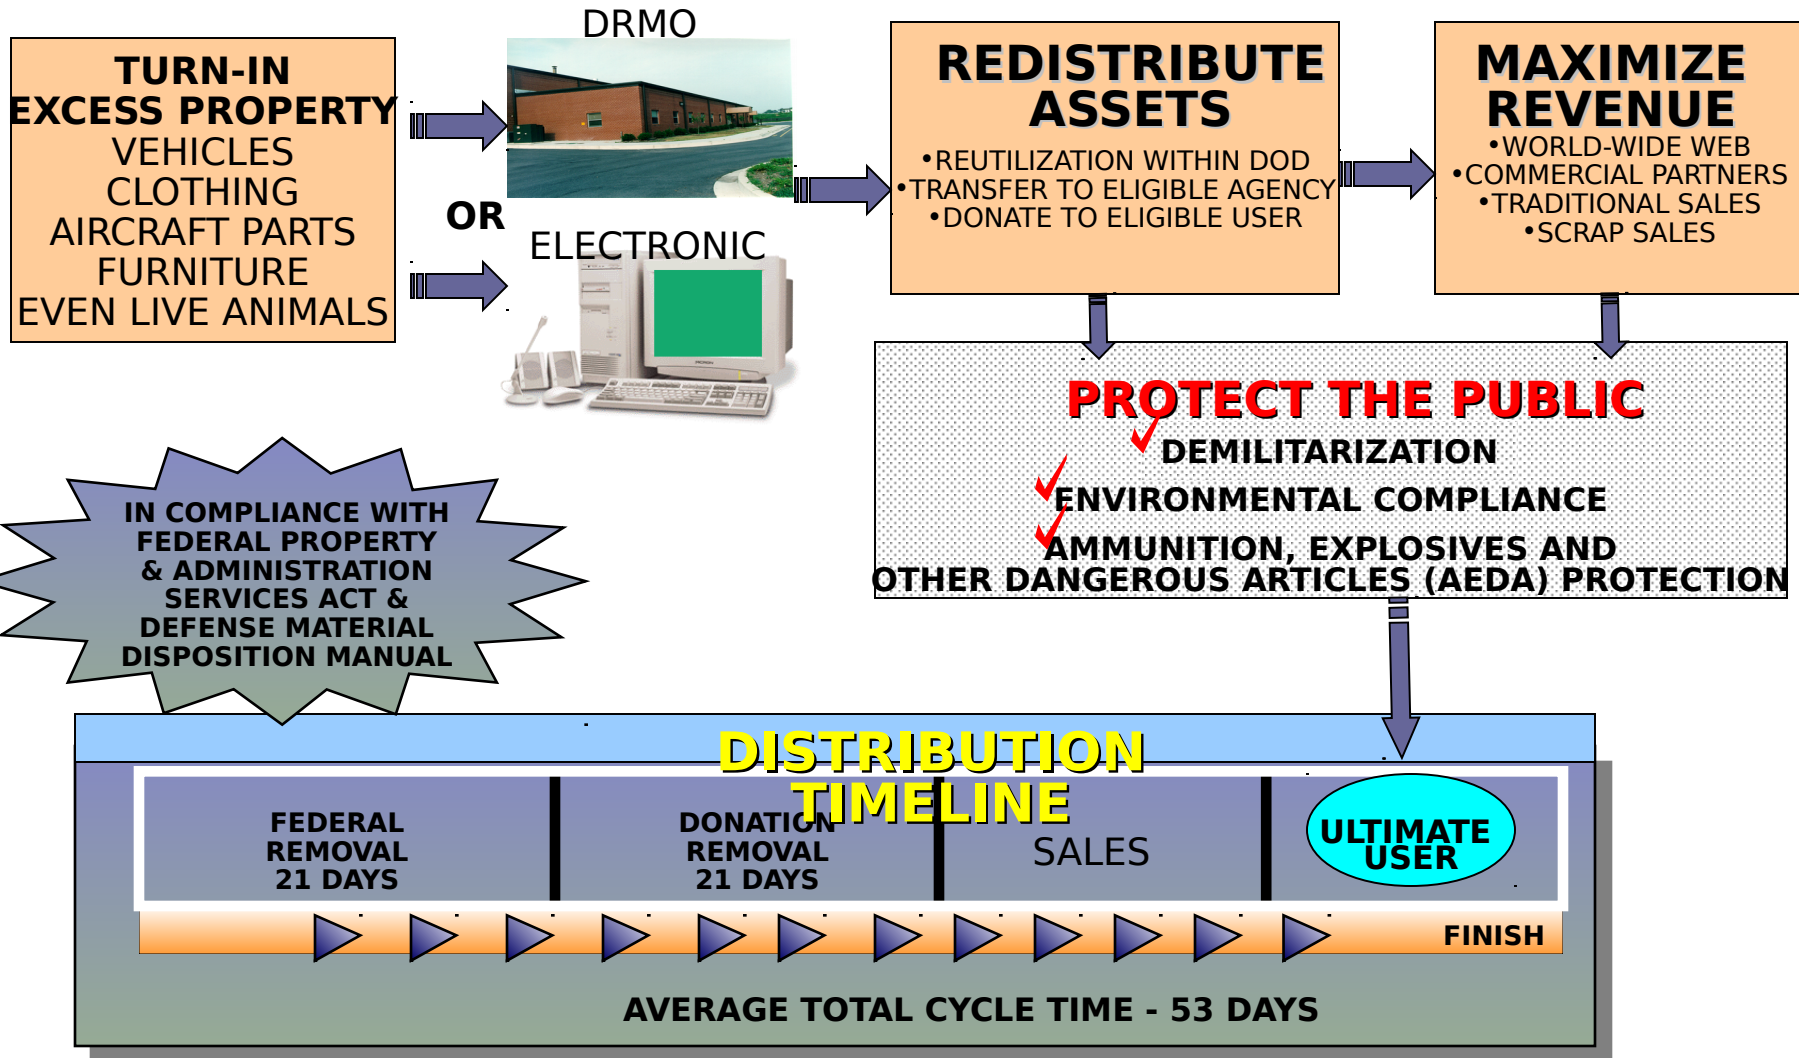 TURN-IN
EXCESS PROPERTY
VEHICLES
CLOTHING
AIRCRAFT PARTS
FURNITURE
EVEN LIVE ANIMALS
DRMO
OR
ELECTRONIC
REDISTRIBUTE
ASSETS
•REUTILIZATION WITHIN DOD
•TRANSFER TO ELIGIBLE AGENCY
•DONATE TO ELIGIBLE USER
MAXIMIZE
REVENUE
•WORLD-WIDE WEB
•COMMERCIAL PARTNERS
•TRADITIONAL SALES
•SCRAP SALES
PROTECT THE PUBLIC
DEMILITARIZATION
ENVIRONMENTAL COMPLIANCE
AMMUNITION, EXPLOSIVES AND
OTHER DANGEROUS ARTICLES (AEDA) PROTECTION
IN COMPLIANCE WITH
FEDERAL PROPERTY
& ADMINISTRATION
SERVICES ACT &
DEFENSE MATERIAL
DISPOSITION MANUAL
DISTRIBUTION
TIMELINE
FEDERAL
REMOVAL
21 DAYS
DONATION
REMOVAL
21 DAYS
SALES
ULTIMATE
USER
FINISH
AVERAGE TOTAL CYCLE TIME - 53 DAYS